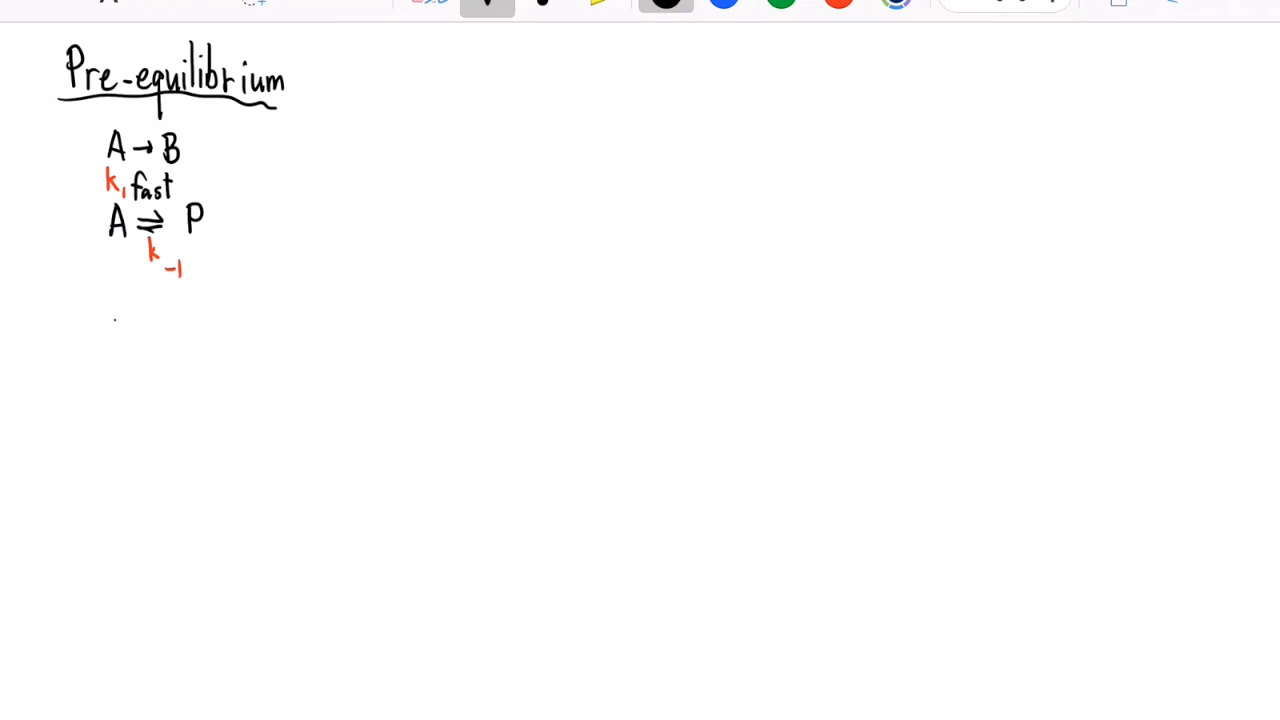 Pre-equilibrium
A → B
k₁ fast
A ⇌ P
k₋₁